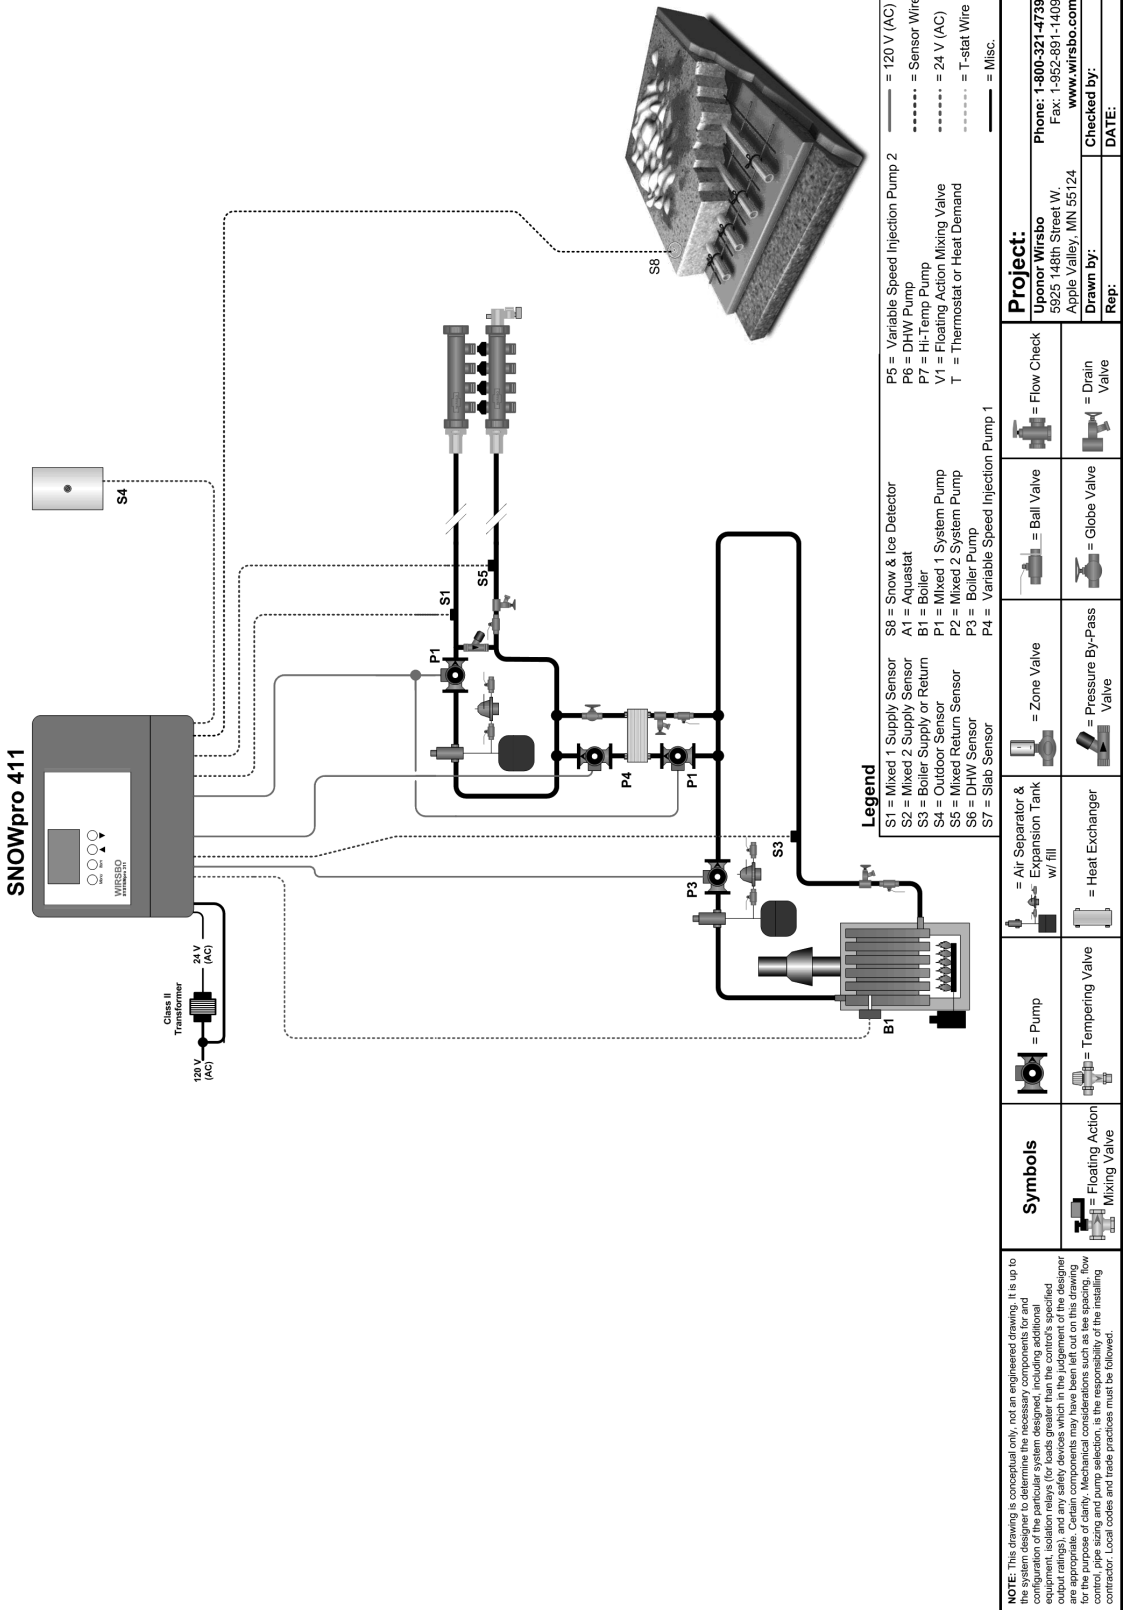 SNOWpro 411
Class II
Transformer
120 V
(AC)
24 V
(AC)
WIRSBO
S4
S8
S1
S5
P1
P4
P1
P3
S3
B1
Legend
S1 = Mixed 1 Supply Sensor
S2 = Mixed 2 Supply Sensor
S3 = Boiler Supply or Return
S4 = Outdoor Sensor
S5 = Mixed Return Sensor
S6 = DHW Sensor
S7 = Slab Sensor
S8 = Snow & Ice Detector
A1 = Aquastat
B1 = Boiler
P1 = Mixed 1 System Pump
P2 = Mixed 2 System Pump
P3 = Boiler Pump
P4 = Variable Speed Injection Pump 1
P5 = Variable Speed Injection Pump 2
P6 = DHW Pump
P7 = Hi-Temp Pump
V1 = Floating Action Mixing Valve
T = Thermostat or Heat Demand
= 120 V (AC)
= Sensor Wire
= 24 V (AC)
= T-stat Wire
= Misc.
NOTE: This drawing is conceptual only, not an engineered drawing. It is up to
the system designer to determine the necessary components for and
configuration of the particular system designed, including additional
equipment, isolation relays (for loads greater than the control's specified
output ratings), and any safety devices which in the judgement of the designer
are appropriate. Certain components may have been left out on this drawing
for the purpose of clarity. Mechanical considerations such as tee spacing, flow
control, pipe sizing and pump selection, is the responsibility of the installing
contractor. Local codes and trade practices must be followed.
Symbols
= Floating Action
Mixing Valve
= Pump
= Tempering Valve
= Air Separator &
Expansion Tank
w/ fill
= Heat Exchanger
= Zone Valve
= Pressure By-Pass
Valve
= Ball Valve
= Globe Valve
= Flow Check
= Drain
Valve
Project:
Uponor Wirsbo
5925 148th Street W.
Apple Valley, MN 55124
Phone: 1-800-321-4739
Fax: 1-952-891-1409
www.wirsbo.com
Drawn by:
Checked by:
Rep:
DATE: